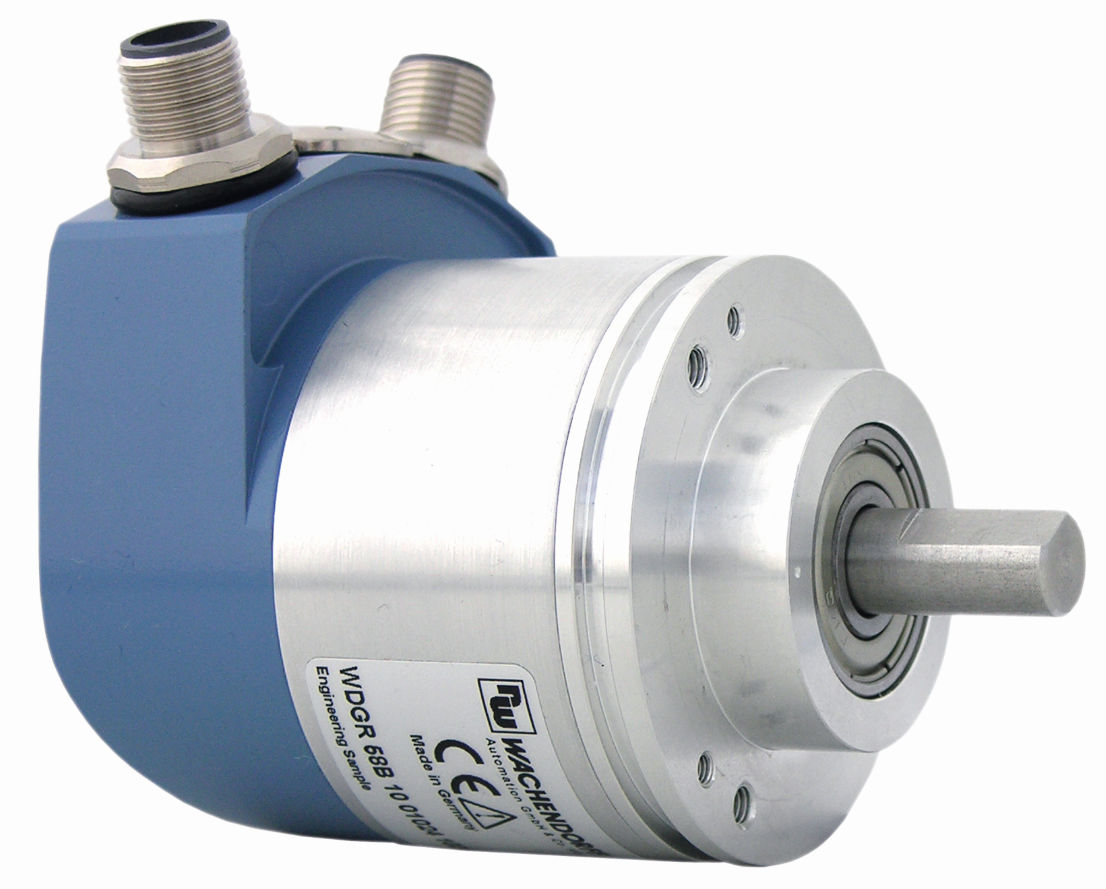 WACHENDORFF
Automation GmbH & Co.
CE
Made in Germany
WDGR 58B 10 01024
Engineering Sample